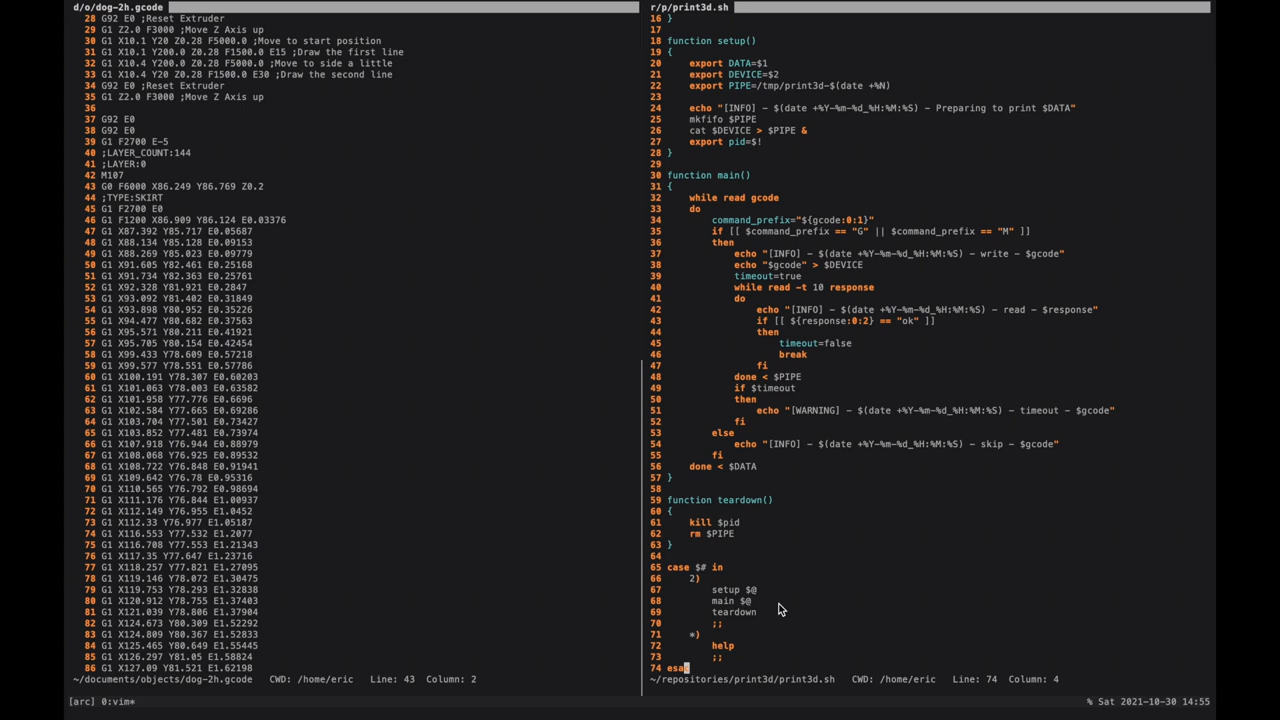 d/o/dog-2h.gcode
28 G92 E0 ;Reset Extruder
29 G1 Z2.0 F3000 ;Move Z Axis up
30 G1 X10.1 Y20 Z0.28 F5000.0 ;Move to start position
31 G1 X10.1 Y200.0 Z0.28 F1500.0 E15 ;Draw the first line
32 G1 X10.4 Y200.0 Z0.28 F5000.0 ;Move to side a little
33 G1 X10.4 Y20 Z0.28 F1500.0 E30 ;Draw the second line
34 G92 E0 ;Reset Extruder
35 G1 Z2.0 F3000 ;Move Z Axis up
36
37 G92 E0
38 G92 E0
39 G1 F2700 E-5
40 ;LAYER_COUNT:144
41 ;LAYER:0
42 M107
43 G0 F6000 X86.249 Y86.769 Z0.2
44 ;TYPE:SKIRT
45 G1 F2700 E0
46 G1 F1200 X86.909 Y86.124 E0.03376
47 G1 X87.392 Y85.717 E0.05687
48 G1 X88.134 Y85.128 E0.09153
49 G1 X88.269 Y85.023 E0.09779
50 G1 X91.605 Y82.461 E0.25168
51 G1 X91.734 Y82.363 E0.25761
52 G1 X92.328 Y81.921 E0.2847
53 G1 X93.092 Y81.402 E0.31849
54 G1 X93.898 Y80.952 E0.35226
55 G1 X94.477 Y80.682 E0.37563
56 G1 X95.571 Y80.211 E0.41921
57 G1 X95.705 Y80.154 E0.42454
58 G1 X99.433 Y78.609 E0.57218
59 G1 X99.577 Y78.551 E0.57786
60 G1 X100.191 Y78.307 E0.60203
61 G1 X101.063 Y78.003 E0.63582
62 G1 X101.958 Y77.776 E0.6696
63 G1 X102.584 Y77.665 E0.69286
64 G1 X103.704 Y77.501 E0.73427
65 G1 X103.852 Y77.481 E0.73974
66 G1 X107.918 Y76.944 E0.88979
67 G1 X108.068 Y76.925 E0.89532
68 G1 X108.722 Y76.848 E0.91941
69 G1 X109.642 Y76.78 E0.95316
70 G1 X110.565 Y76.792 E0.98694
71 G1 X111.176 Y76.844 E1.00937
72 G1 X112.149 Y76.955 E1.0452
73 G1 X112.33 Y76.977 E1.05187
74 G1 X116.553 Y77.532 E1.2077
75 G1 X116.708 Y77.553 E1.21343
76 G1 X117.35 Y77.647 E1.23716
77 G1 X118.257 Y77.821 E1.27095
78 G1 X119.146 Y78.072 E1.30475
79 G1 X119.753 Y78.293 E1.32838
80 G1 X120.912 Y78.755 E1.37403
81 G1 X121.039 Y78.806 E1.37904
82 G1 X124.673 Y80.309 E1.52292
83 G1 X124.809 Y80.367 E1.52833
84 G1 X125.465 Y80.649 E1.55445
85 G1 X126.297 Y81.05 E1.58824
86 G1 X127.09 Y81.521 E1.62198
~/documents/objects/dog-2h.gcode CWD: /home/eric Line: 43 Column: 2
r/p/print3d.sh
16 }
17
18 function setup()
19 {
20 export DATA=$1
21 export DEVICE=$2
22 export PIPE=/tmp/print3d-$(date +%N)
23
24 echo "[INFO] - $(date +%Y-%m-%d_%H:%M:%S) - Preparing to print $DATA"
25 mkfifo $PIPE
26 cat $DEVICE > $PIPE &
27 export pid=$!
28 }
29
30 function main()
31 {
32 while read gcode
33 do
34 command_prefix="${gcode:0:1}"
35 if [[ $command_prefix == "G" || $command_prefix == "M" ]]
36 then
37 echo "[INFO] - $(date +%Y-%m-%d_%H:%M:%S) - write - $gcode"
38 echo "$gcode" > $DEVICE
39 timeout=true
40 while read -t 10 response
41 do
42 echo "[INFO] - $(date +%Y-%m-%d_%H:%M:%S) - read - $response"
43 if [[ ${response:0:2} == "ok" ]]
44 then
45 timeout=false
46 break
47 fi
48 done < $PIPE
49 if $timeout
50 then
51 echo "[WARNING] - $(date +%Y-%m-%d_%H:%M:%S) - timeout - $gcode"
52 fi
53 else
54 echo "[INFO] - $(date +%Y-%m-%d_%H:%M:%S) - skip - $gcode"
55 fi
56 done < $DATA
57 }
58
59 function teardown()
60 {
61 kill $pid
62 rm $PIPE
63 }
64
65 case $# in
66 2)
67 setup $@
68 main $@
69 teardown
70 ;;
71 *)
72 help
73 ;;
74 esac
~/repositories/print3d/print3d.sh CWD: /home/eric Line: 74 Column: 4
[arc] 0:vim* % Sat 2021-10-30 14:55